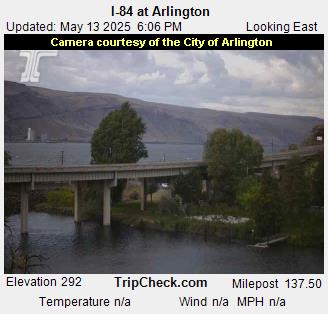 I-84 at Arlington
Updated: May 13 2025 6:06 PM Looking East
Camera courtesy of the City of Arlington
Elevation 292 TripCheck.com Milepost 137.50
Temperature n/a Wind n/a MPH n/a